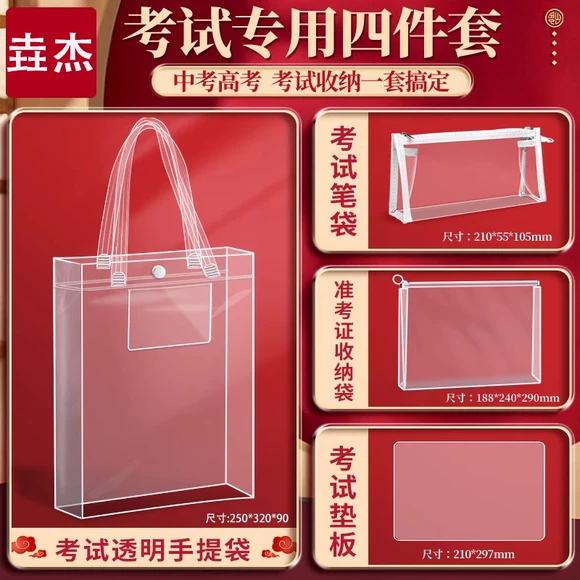 垚杰
考试专用四件套
中考高考 考试收纳一套搞定
尺寸:250*320*90
考试透明手提袋
考试笔袋
尺寸：210*55*105mm
准考证收纳袋
尺寸：188*240*290mm
考试垫板
尺寸：210*297mm